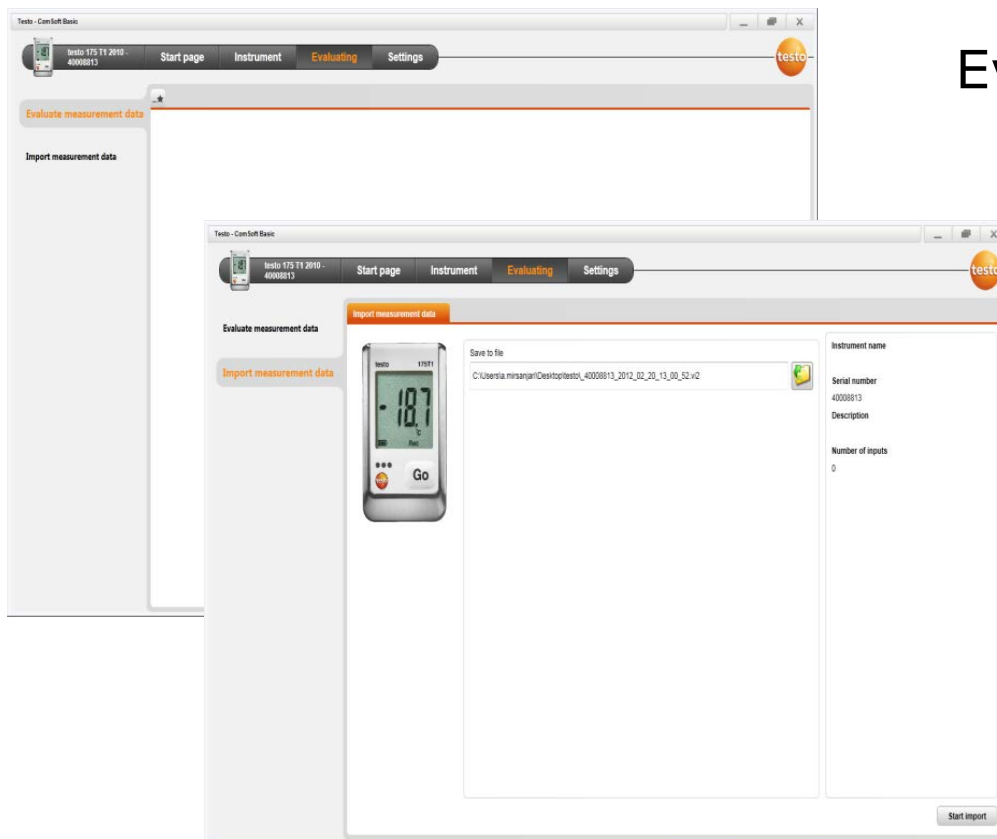 Ev
Testo - ComSoft Basic
testo 175 T1 2010 -
40008813
Start page
Instrument
Evaluating
Settings
testo
Evaluate measurement data
Import measurement data
Testo - ComSoft Basic
testo 175 T1 2010 -
40008813
Start page
Instrument
Evaluating
Settings
testo
Evaluate measurement data
Import measurement data
Import measurement data
testo 175T1
-18.7
°C
Rec
Go
Save to file
C:\Users\a.mirsanjari\Desktop\testo\_40008813_2012_02_20_13_00_52.vi2
Instrument name
Serial number
40008813
Description
Number of inputs
0
Start import